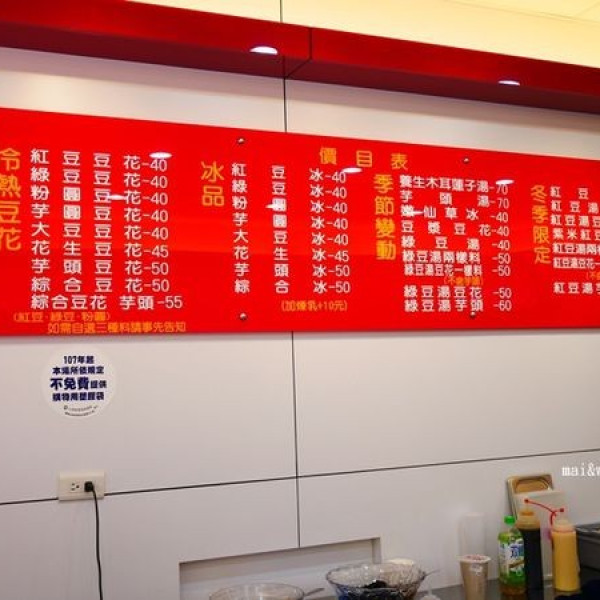 價目表
冷熱豆花
紅豆豆花-40
綠豆豆花-40
粉圓豆花-40
芋圓豆花-40
大豆豆花-40
花生豆花-45
芋頭豆花-50
綜合豆花-50
綜合豆花 芋頭-55
(紅豆·綠豆·粉圓)
如需自選三種料請事先告知
冰品
紅豆冰-40
綠豆冰-40
粉圓冰-40
芋圓冰-40
大豆冰-40
花生冰-45
芋頭冰-50
綜合冰-50
(加煉乳+10元)
季節變動
養生木耳蓮子湯-70
芋頭湯-70
仙草冰-40
豆漿豆花-40
綠豆湯-40
綠豆湯兩樣料-50
綠豆湯豆花一樣料-50
綠豆湯豆花-50
綠豆湯芋頭-60
冬季限定
紅豆
紅豆湯
紅豆湯豆
紫米紅豆
紅豆湯兩
紅豆湯豆花
紅豆湯芋
107年起
本場所依規定
不免費提供
購物用塑膠袋
mai&w